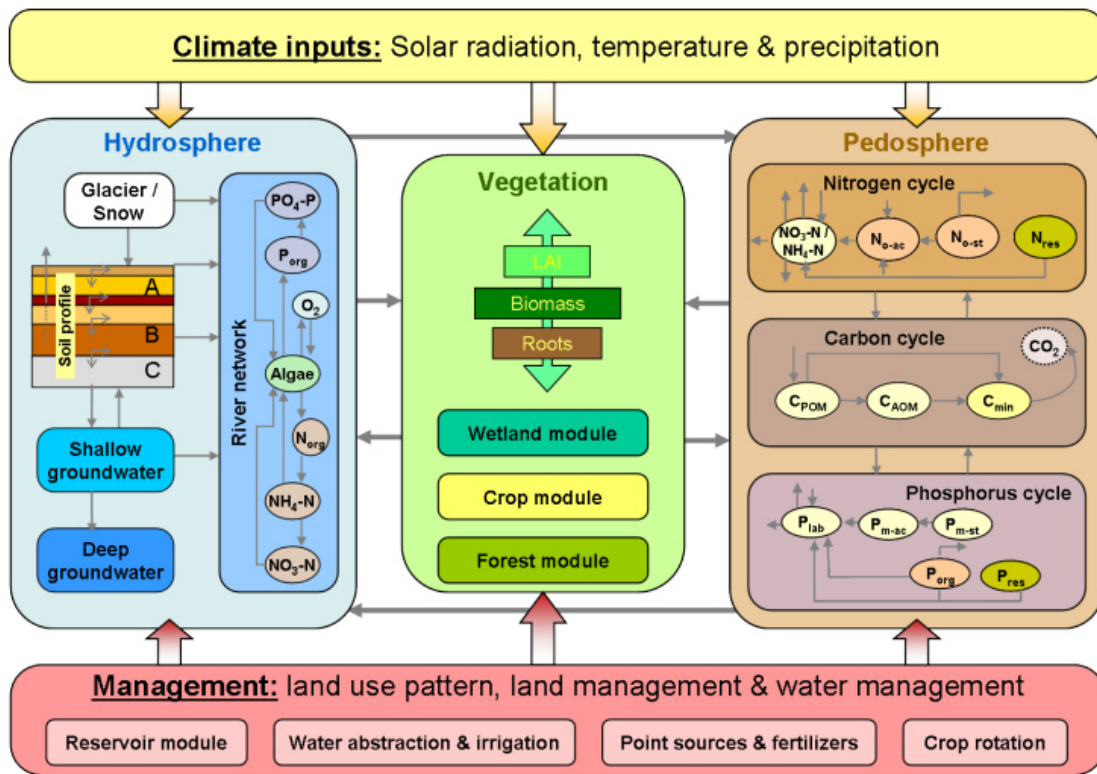 Climate inputs: Solar radiation, temperature & precipitation
Hydrosphere
Glacier /
Snow
A
B
C
Soil profile
Shallow
groundwater
Deep
groundwater
River network
PO4-P
Porg
O2
Algae
Norg
NH4-N
NO3-N
Vegetation
LAI
Biomass
Roots
Wetland module
Crop module
Forest module
Pedosphere
Nitrogen cycle
NO3-N /
NH4-N
No-ac
No-st
Nres
Carbon cycle
CO2
CPOM
CAOM
Cmin
Phosphorus cycle
Plab
Pm-ac
Pm-st
Porg
Pres
Management: land use pattern, land management & water management
Reservoir module
Water abstraction & irrigation
Point sources & fertilizers
Crop rotation